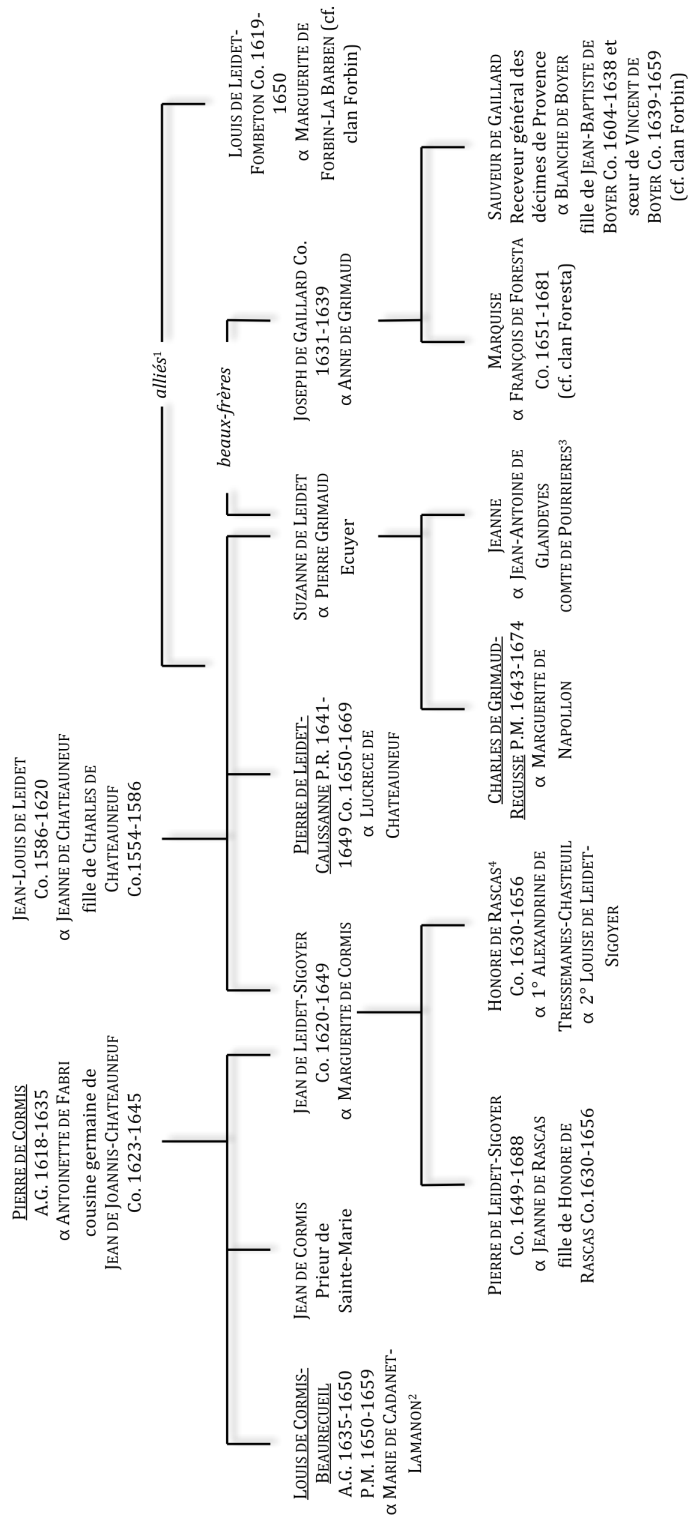 PIERRE DE CORMIS
A.G. 1618-1635
α ANTOINETTE DE FABRI
cousine germaine de
JEAN DE JOANNIS-CHATEAUNEUF
Co. 1623-1645
JEAN-LOUIS DE LEIDET
Co. 1586-1620
α JEANNE DE CHATEAUNEUF
fille de CHARLES DE
CHATEAUNEUF
Co.1554-1586
alliés¹
beaux-frères
LOUIS DE CORMIS-
BEAURECUEIL
A.G. 1635-1650
P.M. 1650-1659
α MARIE DE CADANET-
LAMANON²
JEAN DE CORMIS
Prieur de
Sainte-Marie
JEAN DE LEIDET-SIGOYER
Co. 1620-1649
α MARGUERITE DE CORMIS
PIERRE DE LEIDET-
CALISSANNE P.R. 1641-
1649 Co. 1650-1669
α LUCRECE DE
CHATEAUNEUF
SUZANNE DE LEIDET
α PIERRE GRIMAUD
Ecuyer
JOSEPH DE GAILLARD Co.
1631-1639
α ANNE DE GRIMAUD
LOUIS DE LEIDET-
FOMBETON Co. 1619-
1650
α MARGUERITE DE
FORBIN-LA BARBEN (cf.
clan Forbin)
PIERRE DE LEIDET-SIGOYER
Co. 1649-1688
α JEANNE DE RASCAS
fille de HONORE DE
RASCAS Co.1630-1656
HONORE DE RASCAS⁴
Co. 1630-1656
α 1° ALEXANDRINE DE
TRESSEMANES-CHASTEUIL
α 2° LOUISE DE LEIDET-
SIGOYER
CHARLES DE GRIMAUD-
REGUSSE P.M. 1643-1674
α MARGUERITE DE
NAPOLLON
JEANNE
α JEAN-ANTOINE DE
GLANDEVES
COMTE DE POURRIERES³
MARQUISE
α FRANÇOIS DE FORESTA
Co. 1651-1681
(cf. clan Foresta)
SAUVEUR DE GAILLARD
Receveur général des
décimes de Provence
α BLANCHE DE BOYER
fille de JEAN-BAPTISTE DE
BOYER Co. 1604-1638 et
sœur de VINCENT DE
BOYER Co. 1639-1659
(cf. clan Forbin)